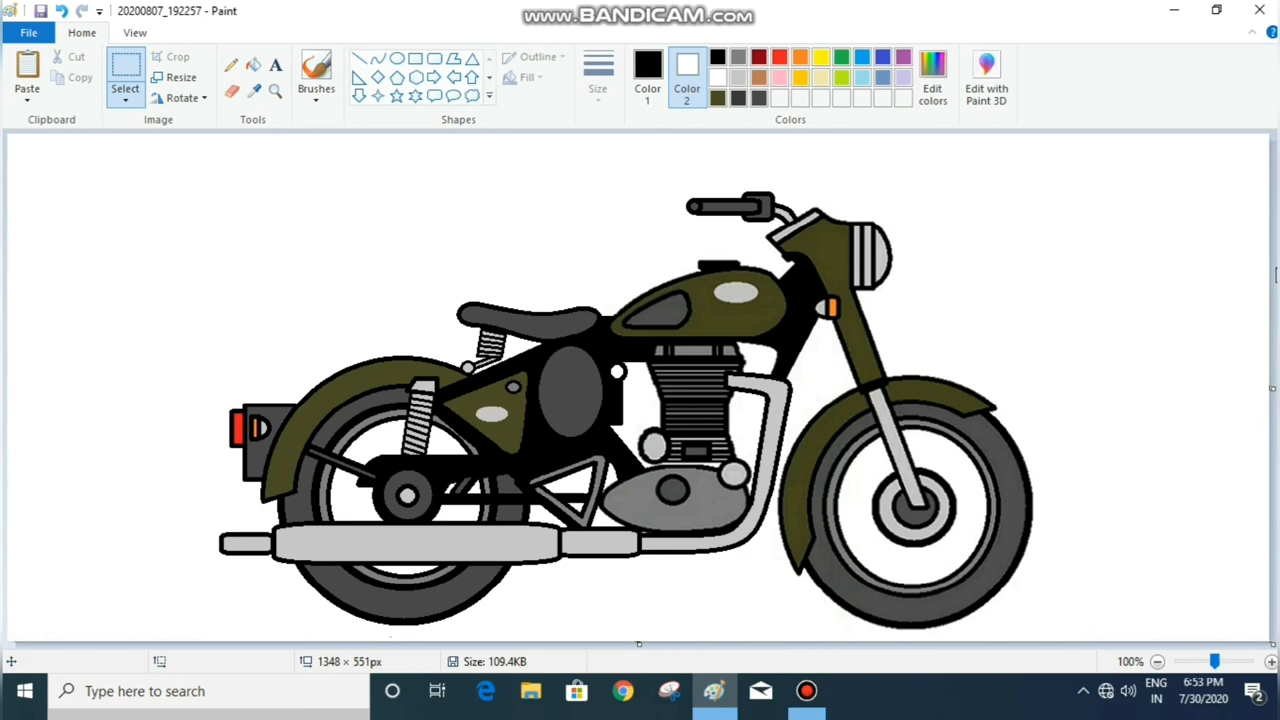 www.BANDICAM.com
20200807_192257 - Paint
File Home View
Paste
Cut
Copy
Clipboard
Select
Crop
Resize
Rotate
Image
A
Tools
Brushes
Outline
Fill
Shapes
Size
Color 1
Color 2
Edit colors
Colors
Edit with Paint 3D
1348 × 551px
Size: 109.4KB
100%
Type here to search
ENG
IN
6:53 PM
7/30/2020
2